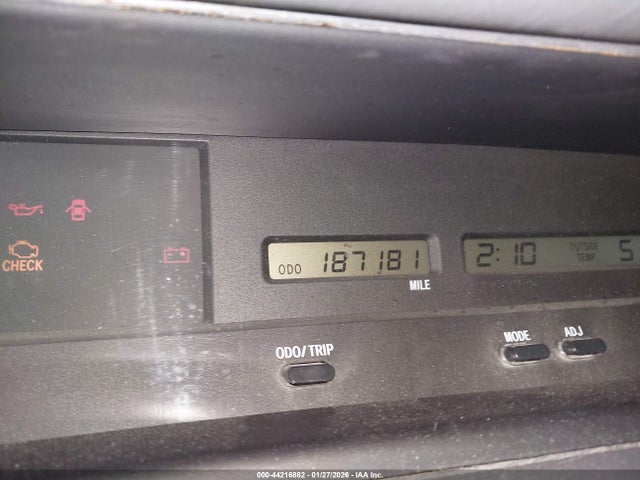 CHECK
ODO 187181
MILE
2:10 OUTSIDE TEMP 5
ODO/TRIP
MODE
ADJ
000-44216882 - 01/27/2026 - IAA Inc.